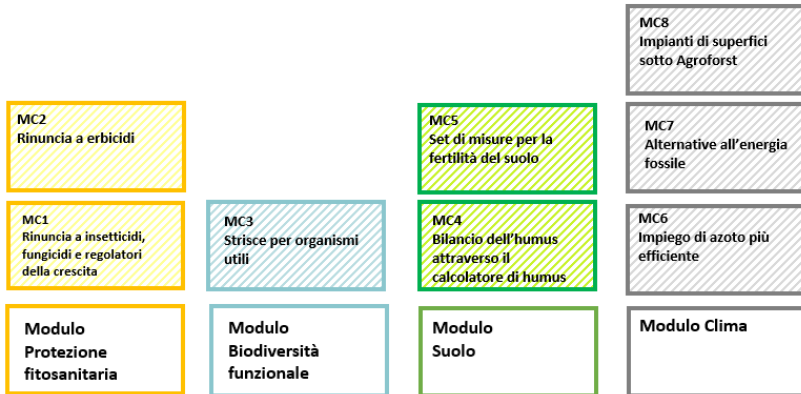 MC8
Impianti di superfici
sotto Agroforst
MC2
Rinuncia a erbicidi
MC5
Set di misure per la
fertilità del suolo
MC7
Alternative all'energia
fossile
MC1
Rinuncia a insetticidi,
fungicidi e regolatori
della crescita
MC3
Strisce per organismi
utili
MC4
Bilancio dell'humus
attraverso il
calcolatore di humus
MC6
Impiego di azoto più
efficiente
Modulo
Protezione
fitosanitaria
Modulo
Biodiversità
funzionale
Modulo
Suolo
Modulo Clima